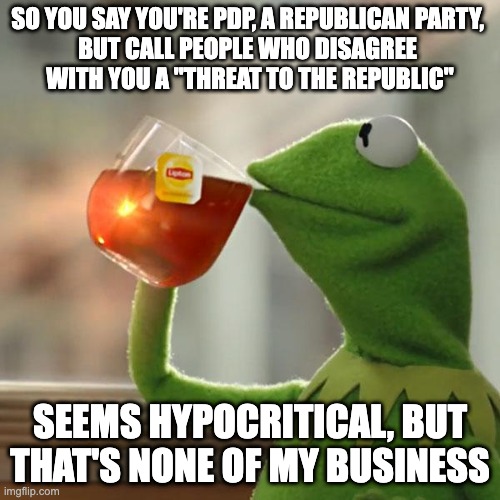 SO YOU SAY YOU'RE PDP, A REPUBLICAN PARTY,
BUT CALL PEOPLE WHO DISAGREE
WITH YOU A "THREAT TO THE REPUBLIC"
Lipton
SEEMS HYPOCRITICAL, BUT
THAT'S NONE OF MY BUSINESS
imgflip.com